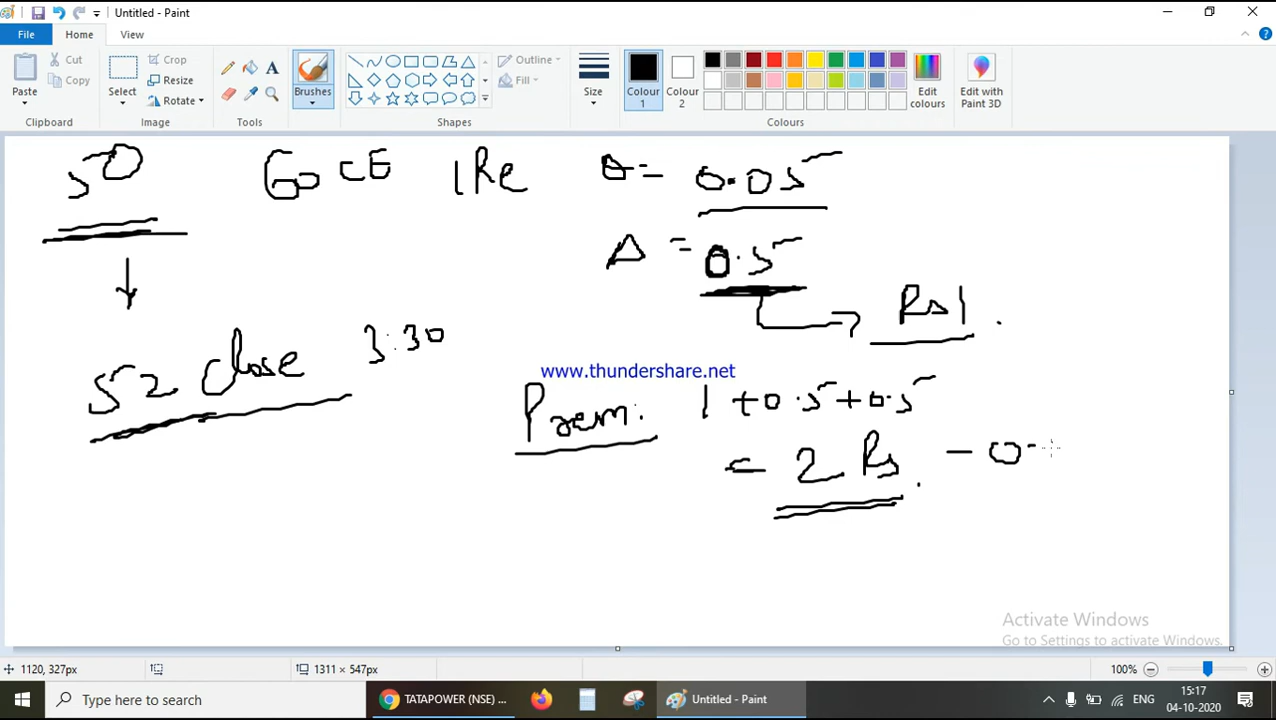 Untitled - Paint
File Home View
Cut
Copy
Paste
Clipboard
Crop
Resize
Rotate
Select
Image
Tools
Brushes
Outline
Fill
Shapes
Size
Colour 1
Colour 2
Edit colours
Edit with Paint 3D
Colours
50 60 CE 1Re θ = 0.05
Δ = 0.5
Rs1.
52 close 3:30
www.thundershare.net
Prem: 1 + 0.5 + 0.5
= 2 Rs. - 0
Activate Windows
Go to Settings to activate Windows.
1120, 327px 1311 × 547px 100%
Type here to search TATAPOWER (NSE) ... Untitled - Paint ENG 15:17
04-10-2020